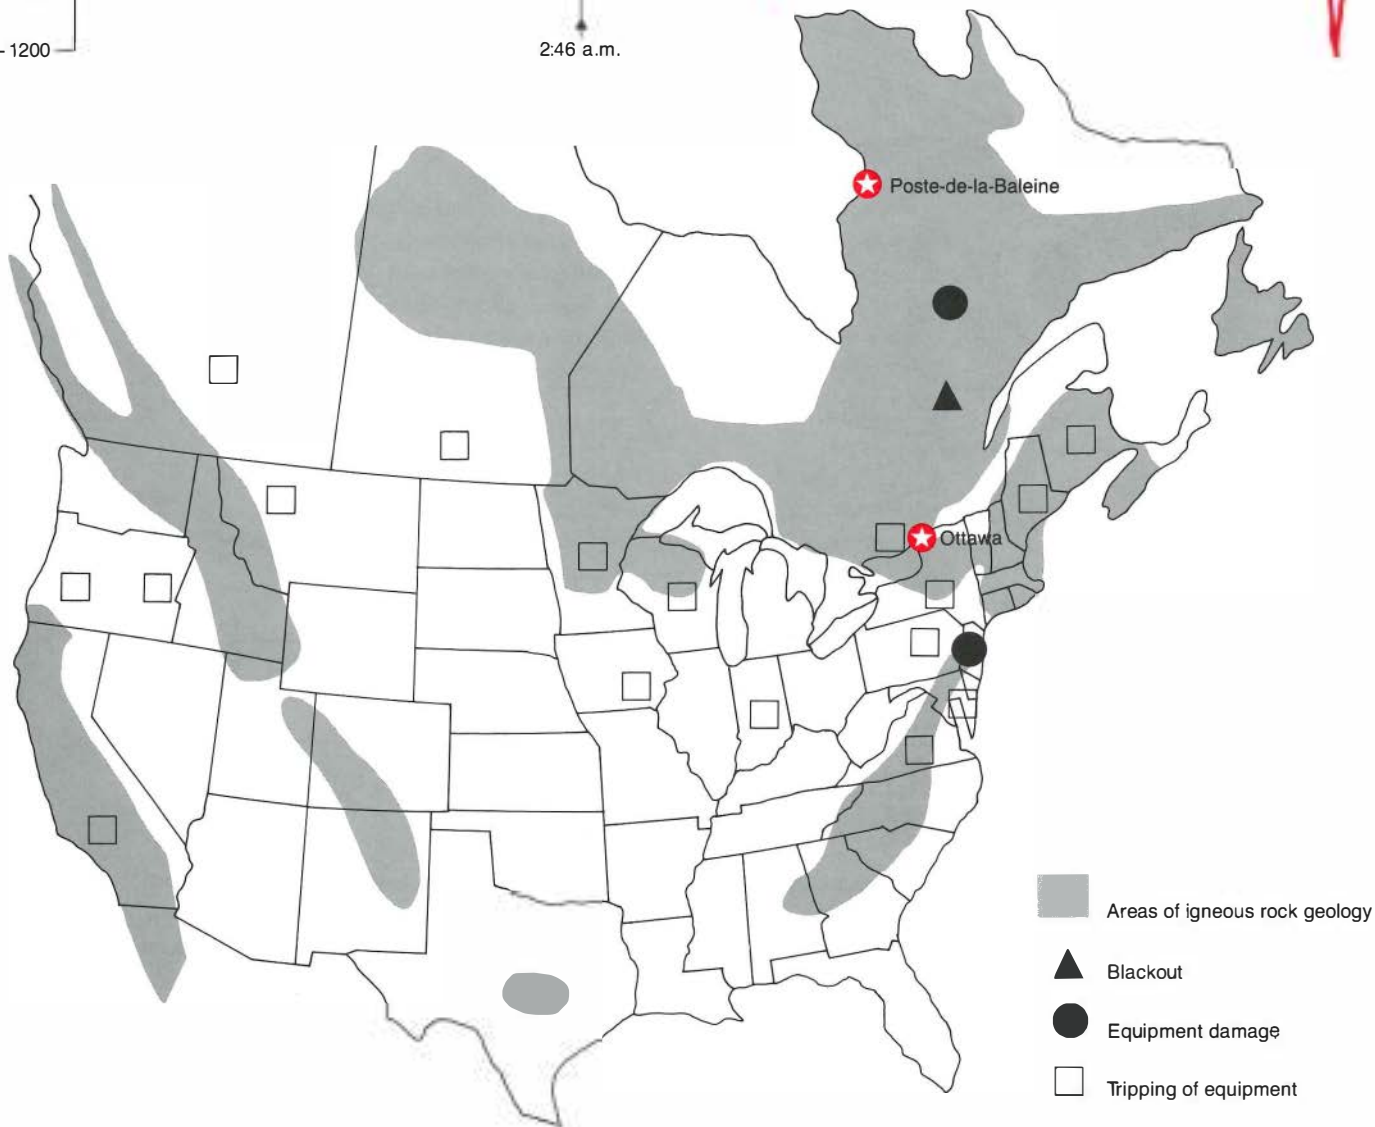 - 1200
2:46 a.m.
Poste-de-la-Baleine
Ottawa
Areas of igneous rock geology
Blackout
Equipment damage
Tripping of equipment